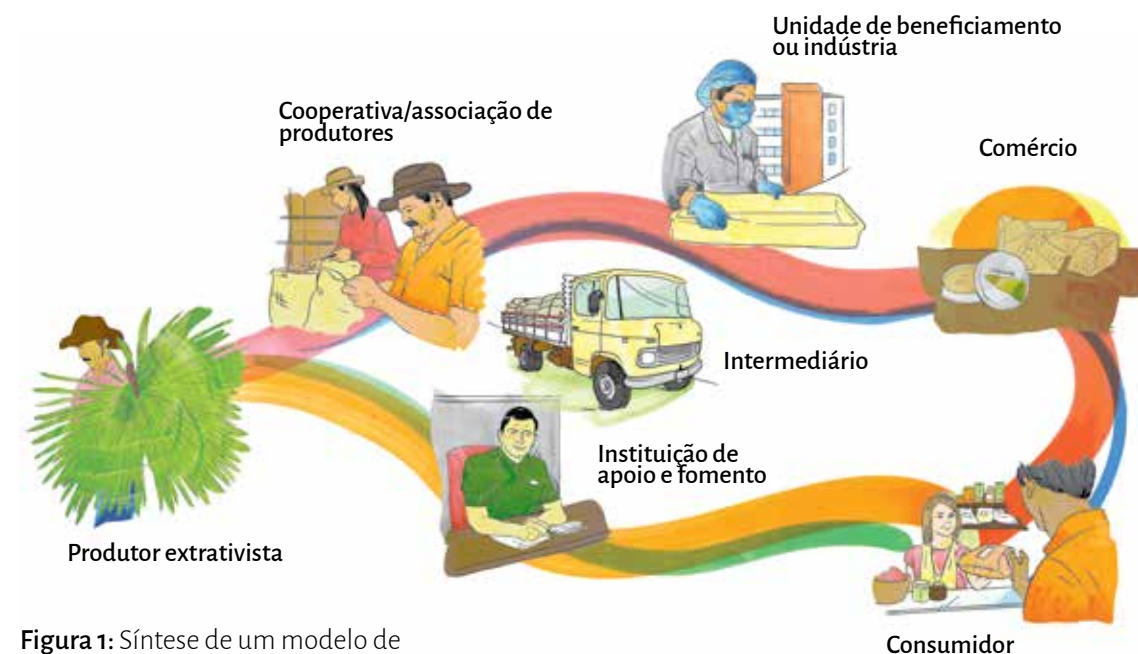 Unidade de beneficiamento
ou indústria
Cooperativa/associação de
produtores
Comércio
Intermediário
Instituição de
apoio e fomento
Produtor extrativista
Figura 1: Síntese de um modelo de
Consumidor